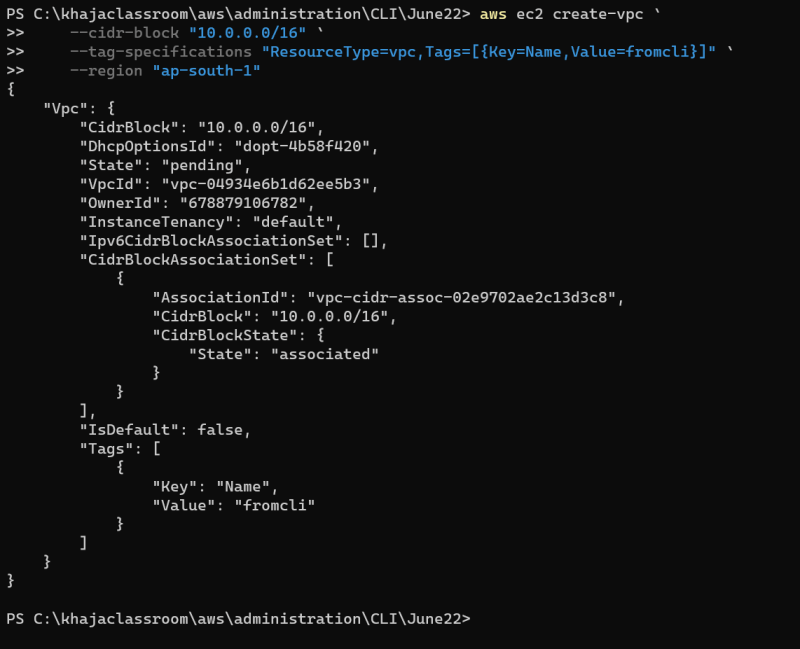 PS C:\khajaclassroom\aws\administration\CLI\June22> aws ec2 create-vpc `
>>     --cidr-block "10.0.0.0/16" `
>>     --tag-specifications "ResourceType=vpc,Tags=[{Key=Name,Value=fromcli}]" `
>>     --region "ap-south-1"
{
    "Vpc": {
        "CidrBlock": "10.0.0.0/16",
        "DhcpOptionsId": "dopt-4b58f420",
        "State": "pending",
        "VpcId": "vpc-04934e6b1d62ee5b3",
        "OwnerId": "678879106782",
        "InstanceTenancy": "default",
        "Ipv6CidrBlockAssociationSet": [],
        "CidrBlockAssociationSet": [
            {
                "AssociationId": "vpc-cidr-assoc-02e9702ae2c13d3c8",
                "CidrBlock": "10.0.0.0/16",
                "CidrBlockState": {
                    "State": "associated"
                }
            }
        ],
        "IsDefault": false,
        "Tags": [
            {
                "Key": "Name",
                "Value": "fromcli"
            }
        ]
    }
}
PS C:\khajaclassroom\aws\administration\CLI\June22>